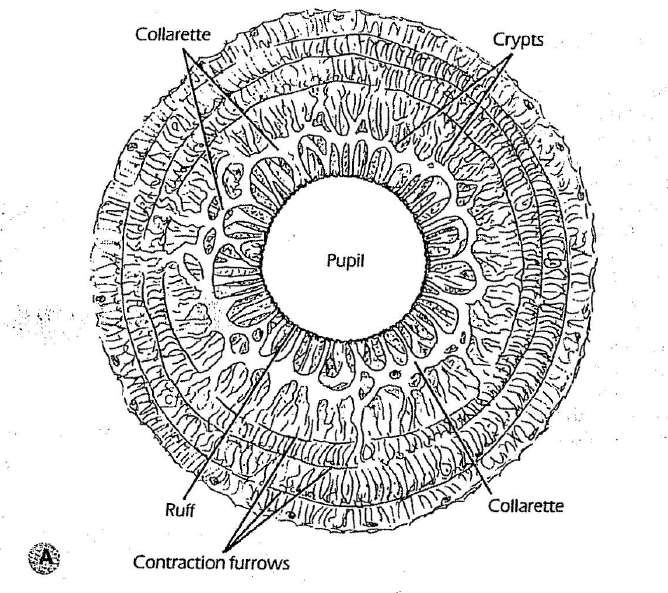 Collarette
Crypts
Pupil
Ruff
Collarette
Contraction furrows
A